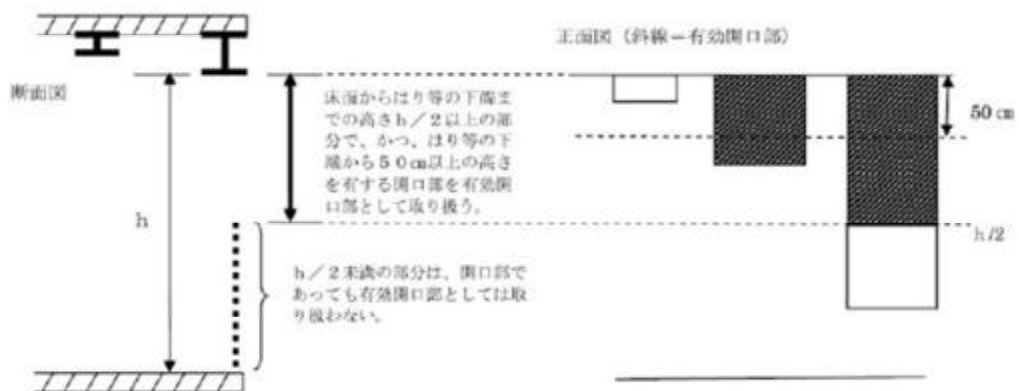 正面図(斜線=有効開口部)
断面図
床面からはり等の下端ま
での高さh/2以上の部
分で、かつ、はり等の下
端から50㎝以上の高さ
を有する開口部を有効開
口部として取り扱う。
50㎝
h
h/2
h/2未満の部分は、開口部で
あっても有効開口部としては取
り扱わない。